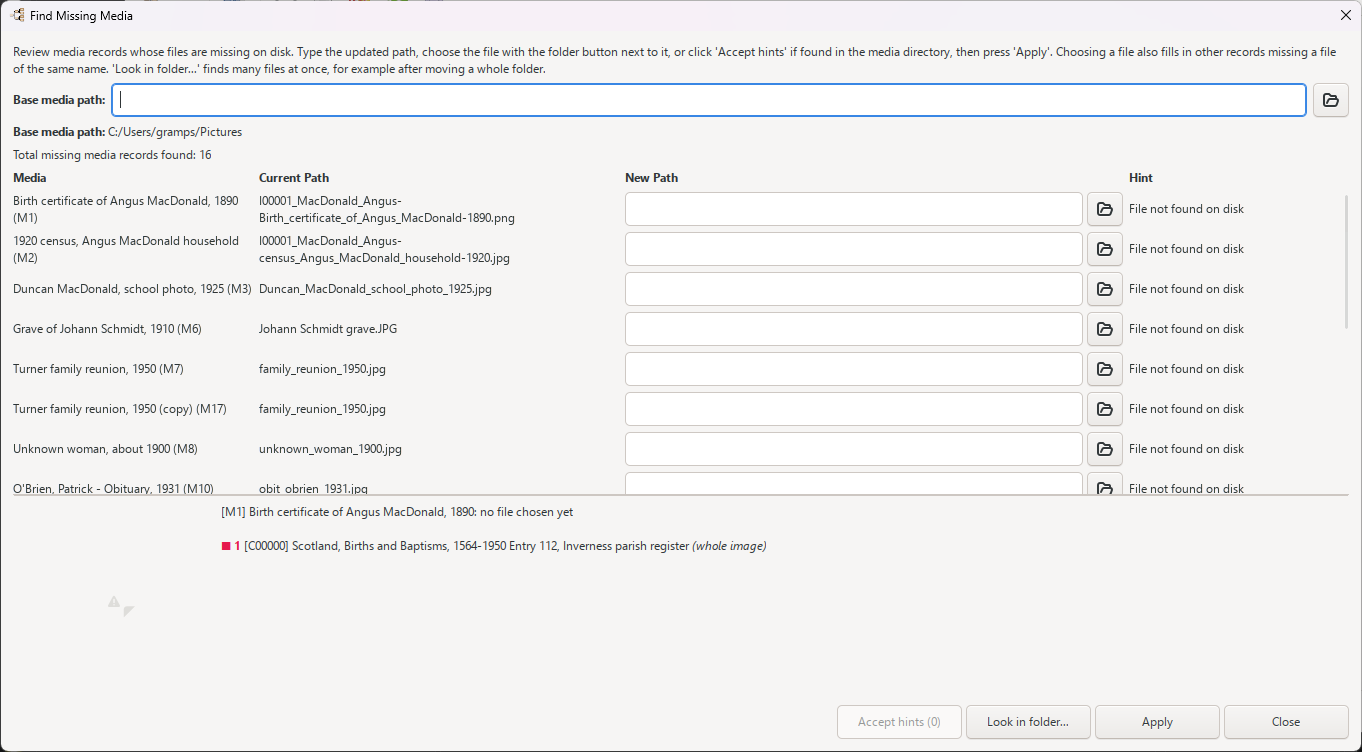 Find Missing Media
Review media records whose files are missing on disk. Type the updated path, choose the file with the folder button next to it, or click 'Accept hints' if found in the media directory, then press 'Apply'. Choosing a file also fills in other records missing a file
of the same name. 'Look in folder...' finds many files at once, for example after moving a whole folder.
Base media path:
Base media path: C:/Users/gramps/Pictures
Total missing media records found: 16
Media Current Path New Path Hint
Birth certificate of Angus MacDonald, 1890 I00001_MacDonald_Angus-
(M1) Birth_certificate_of_Angus_MacDonald-1890.png File not found on disk
1920 census, Angus MacDonald household I00001_MacDonald_Angus-
(M2) census_Angus_MacDonald_household-1920.jpg File not found on disk
Duncan MacDonald, school photo, 1925 (M3) Duncan_MacDonald_school_photo_1925.jpg File not found on disk
Grave of Johann Schmidt, 1910 (M6) Johann Schmidt grave.JPG File not found on disk
Turner family reunion, 1950 (M7) family_reunion_1950.jpg File not found on disk
Turner family reunion, 1950 (copy) (M17) family_reunion_1950.jpg File not found on disk
Unknown woman, about 1900 (M8) unknown_woman_1900.jpg File not found on disk
O'Brien, Patrick - Obituary, 1931 (M10) obit_obrien_1931.jpg File not found on disk
[M1] Birth certificate of Angus MacDonald, 1890: no file chosen yet
1 [C00000] Scotland, Births and Baptisms, 1564-1950 Entry 112, Inverness parish register (whole image)
Accept hints (0) Look in folder... Apply Close